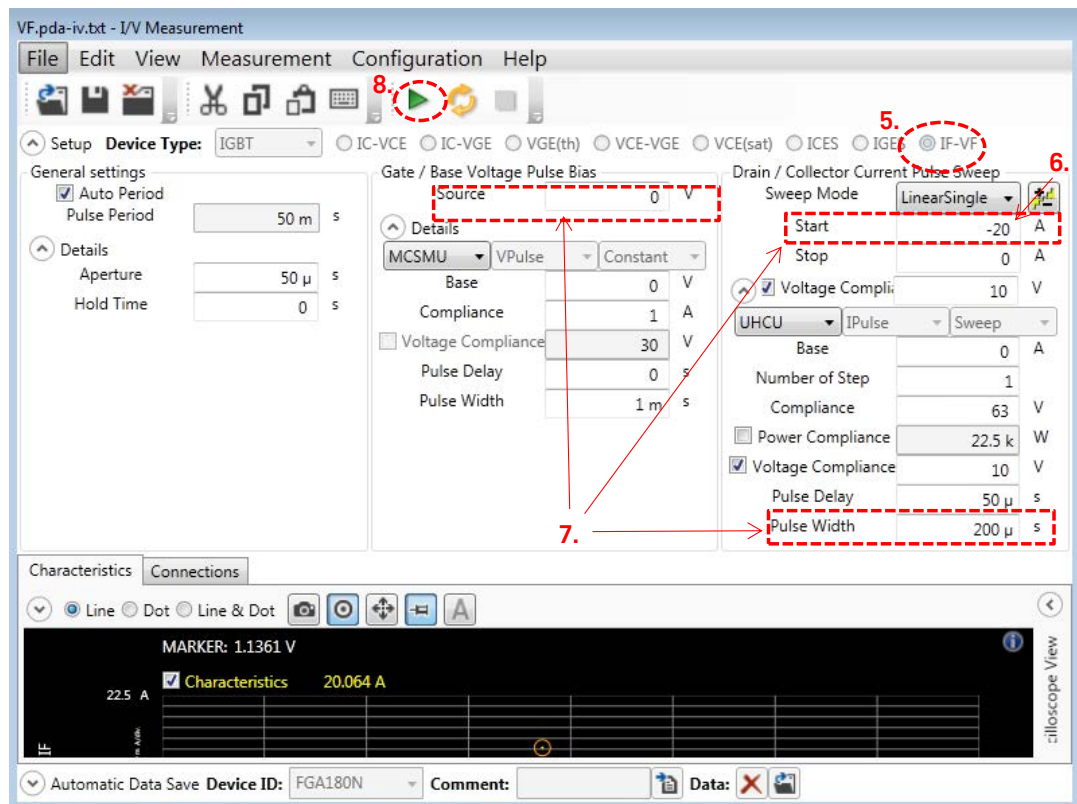 VF.pda-iv.txt - I/V Measurement
File Edit View Measurement Configuration Help
8.
5.
Setup Device Type: IGBT IC-VCE IC-VGE VGE(th) VCE-VGE VCE(sat) ICES IGES IF-VF
6.
General settings
Auto Period
Pulse Period 50 m s
Details
Aperture 50 µ s
Hold Time 0 s
Gate / Base Voltage Pulse Bias
Source 0 V
Details
MCSMU VPulse Constant
Base 0 V
Compliance 1 A
Voltage Compliance 30 V
Pulse Delay 0 s
Pulse Width 1 m s
7.
Drain / Collector Current Pulse Sweep
Sweep Mode LinearSingle
Start -20 A
Stop 0 A
Voltage Complia 10 V
UHCU IPulse Sweep
Base 0 A
Number of Step 1
Compliance 63 V
Power Compliance 22.5 k W
Voltage Compliance 10 V
Pulse Delay 50 µ s
Pulse Width 200 µ s
Characteristics Connections
Line Dot Line & Dot A
MARKER: 1.1361 V
Characteristics 20.064 A
22.5 A
IF
m A/div.
cilloscope View
Automatic Data Save Device ID: FGA180N Comment: Data: